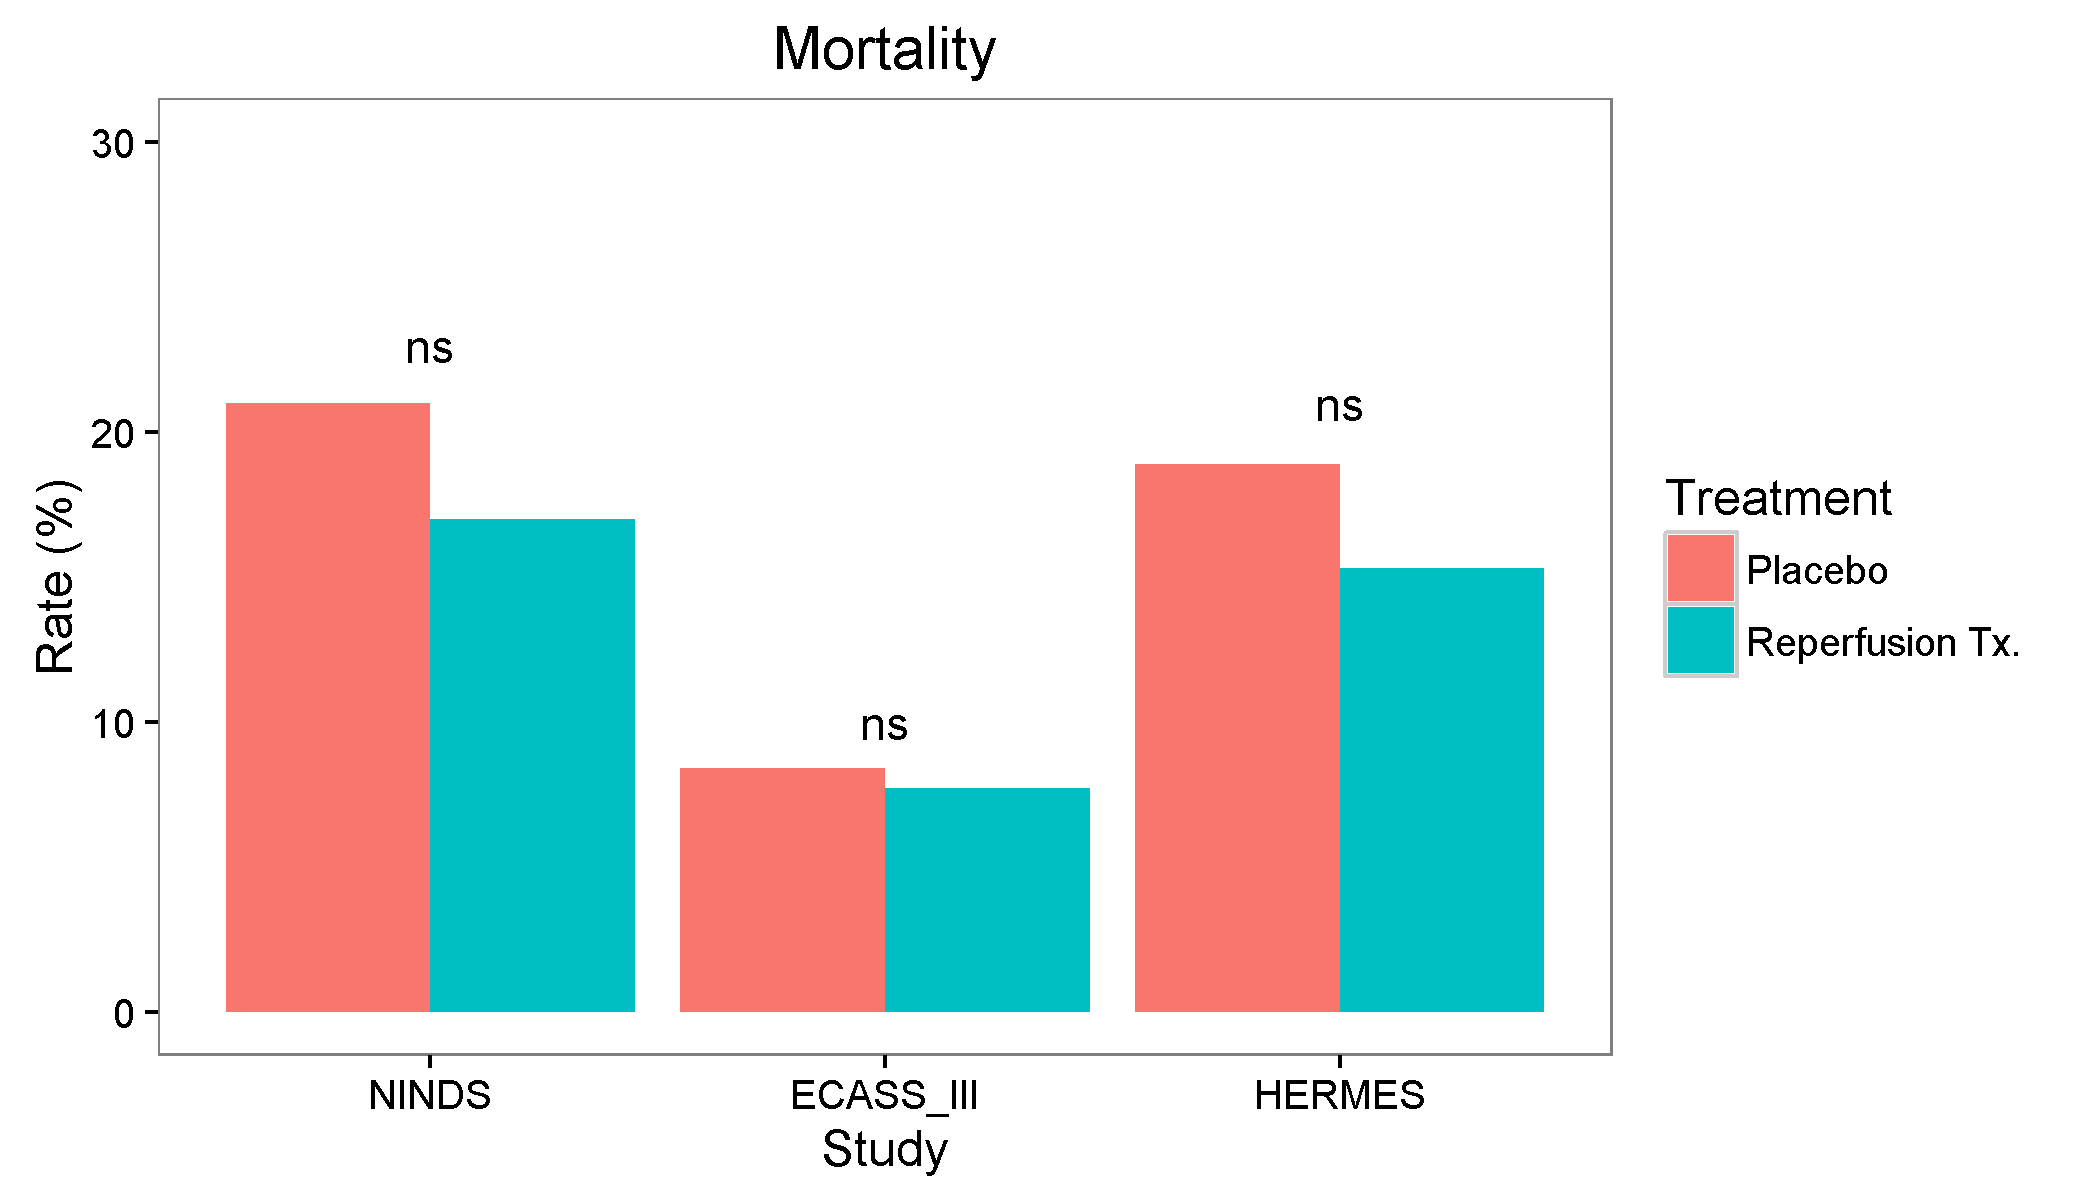 Mortality
30
20
10
0
Rate (%)
ns
ns
ns
NINDS
ECASS_III
HERMES
Study
Treatment
Placebo
Reperfusion Tx.